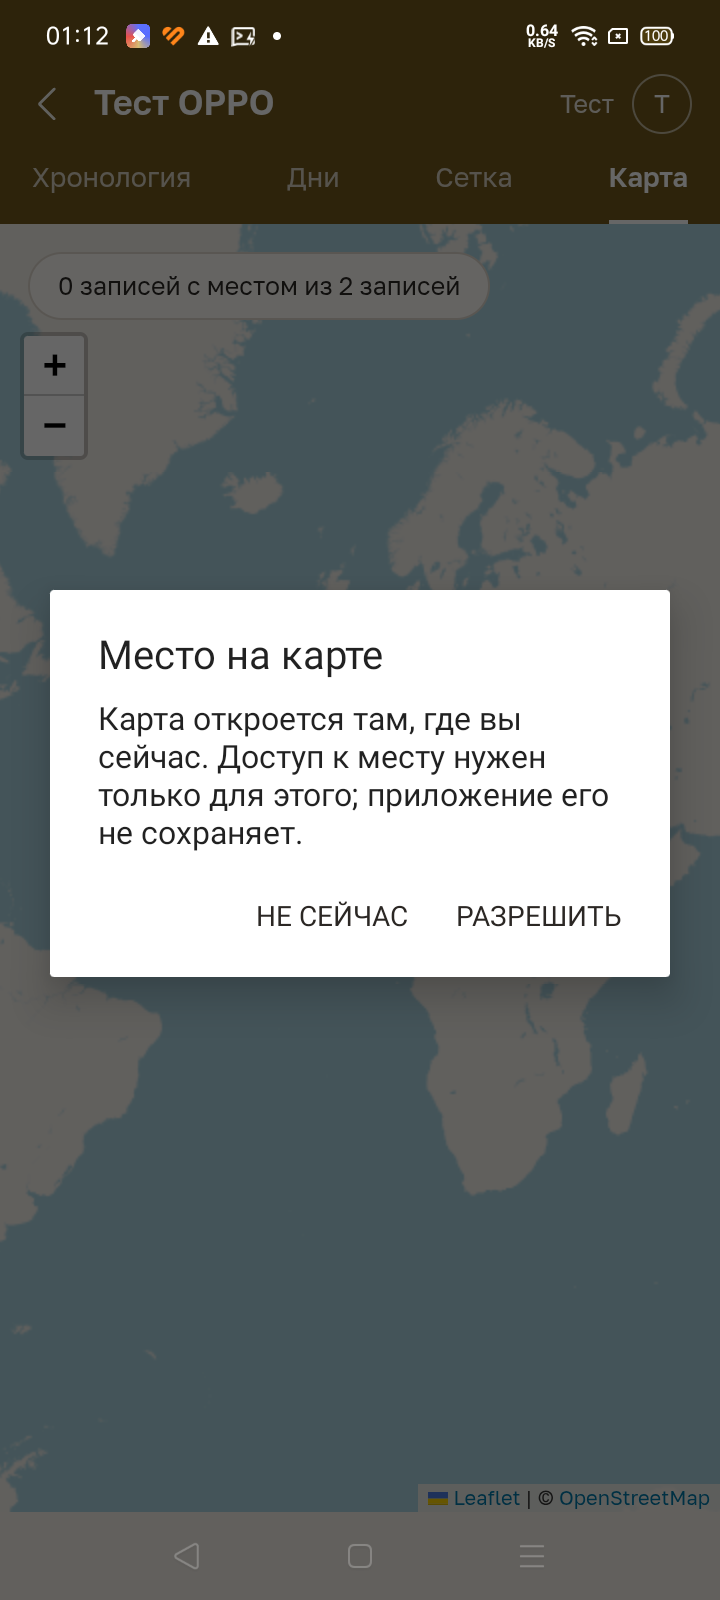 01:12
0.64
KB/S
100
Тест OPPO
Тест
Т
Хронология
Дни
Сетка
Карта
0 записей с местом из 2 записей
+
−
Место на карте
Карта откроется там, где вы
сейчас. Доступ к месту нужен
только для этого; приложение его
не сохраняет.
НЕ СЕЙЧАС
РАЗРЕШИТЬ
Leaflet | © OpenStreetMap